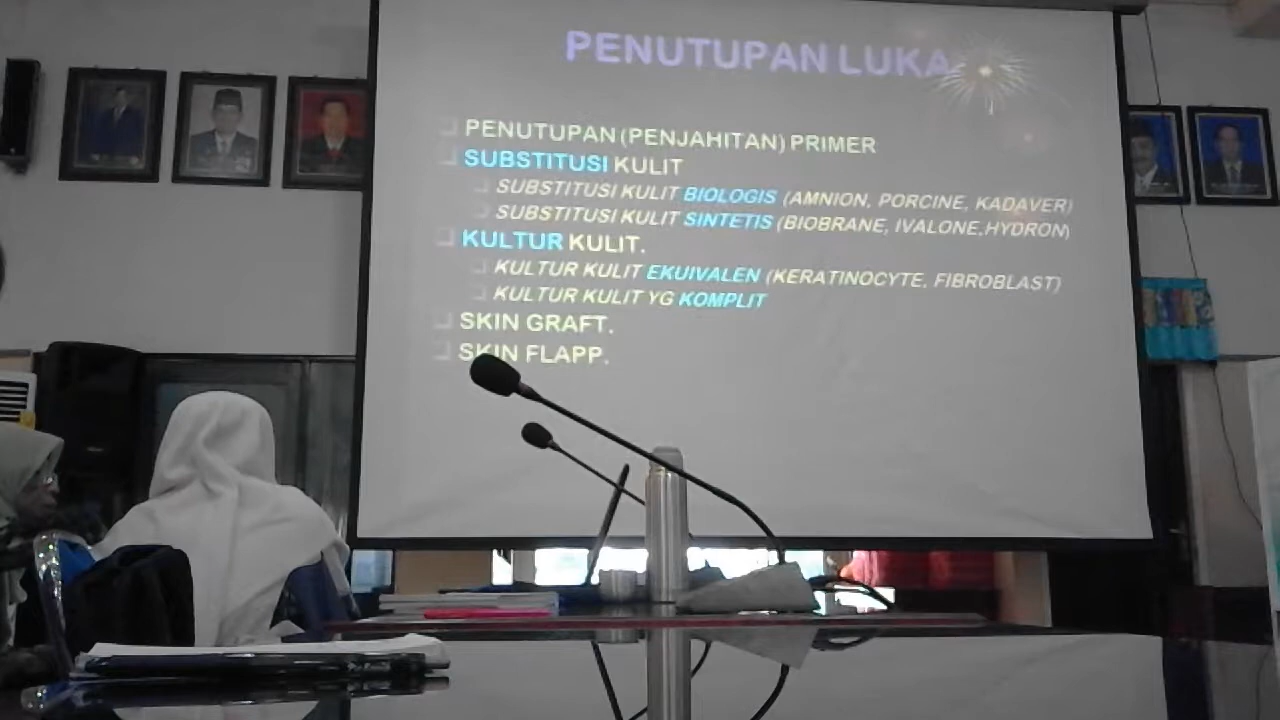 PENUTUPAN LUKA
PENUTUPAN (PENJAHITAN) PRIMER
SUBSTITUSI KULIT
SUBSTITUSI KULIT BIOLOGIS (AMNION, PORCINE, KADAVER)
SUBSTITUSI KULIT SINTETIS (BIOBRANE, IVALONE,HYDRON)
KULTUR KULIT.
KULTUR KULIT EKUIVALEN (KERATINOCYTE, FIBROBLAST)
KULTUR KULIT YG KOMPLIT
SKIN GRAFT.
SKIN FLAPP.